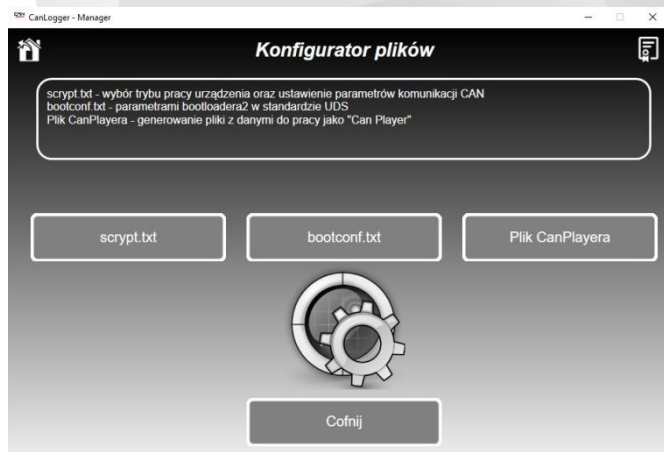 CanLogger - Manager
Konfigurator plików
scrypt.txt - wybór trybu pracy urządzenia oraz ustawienie parametrów komunikacji CAN
bootconf.txt - parametrami bootloadera2 w standardzie UDS
Plik CanPlayera - generowanie pliki z danymi do pracy jako "Can Player"
scrypt.txt
bootconf.txt
Plik CanPlayera
Cofnij